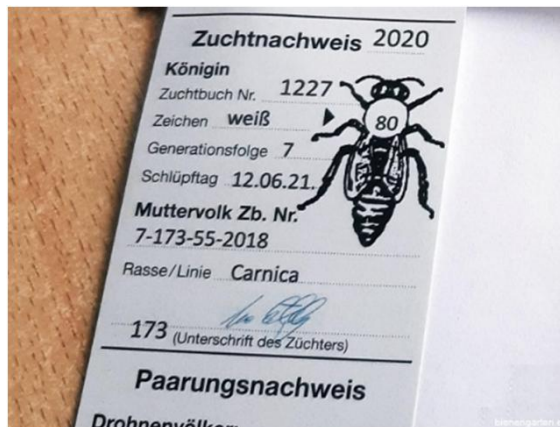 Zuchtnachweis 2020
Königin
Zuchtbuch Nr. 1227
Zeichen weiß
80
Generationsfolge 7
Schlüpftag 12.06.21.
Muttervolk Zb. Nr.
7-173-55-2018
Rasse/Linie Carnica
173 (Unterschrift des Züchters)
Paarungsnachweis
Drohnenvölker